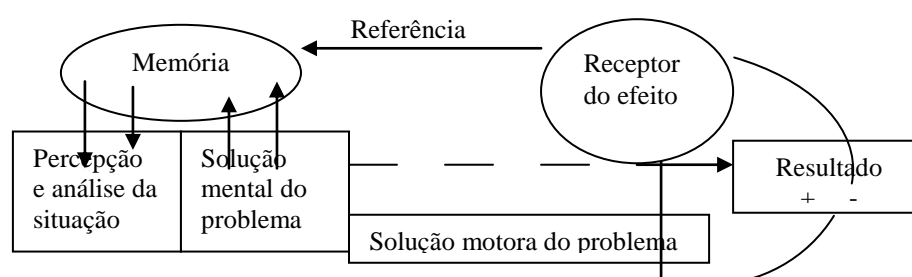 Referência
Memória
Receptor
do efeito
Percepção
e análise da
situação
Solução
mental do
problema
Resultado
+ -
Solução motora do problema